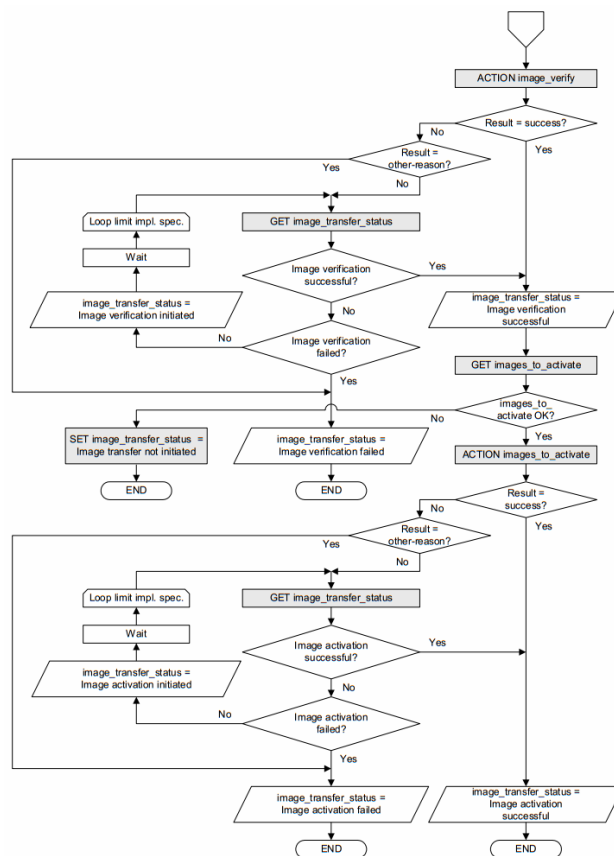 ACTION image_verify
Result = success?
No
Yes
Result =
other-reason?
Yes
No
Loop limit impl. spec.
GET image_transfer_status
Wait
Image verification
successful?
Yes
image_transfer_status =
Image verification initiated
image_transfer_status =
Image verification
successful
No
No
Image verification
failed?
GET images_to_activate
Yes
images_to_
activate OK?
No
Yes
SET image_transfer_status =
Image transfer not initiated
image_transfer_status =
Image verification failed
ACTION images_to_activate
END
END
Result =
success?
No
Yes
Result =
other-reason?
Yes
No
Loop limit impl. spec.
GET image_transfer_status
Wait
Image activation
successful?
Yes
image_transfer_status =
Image activation initiated
No
No
Image activation
failed?
Yes
image_transfer_status =
Image activation failed
image_transfer_status =
Image activation
successful
END
END